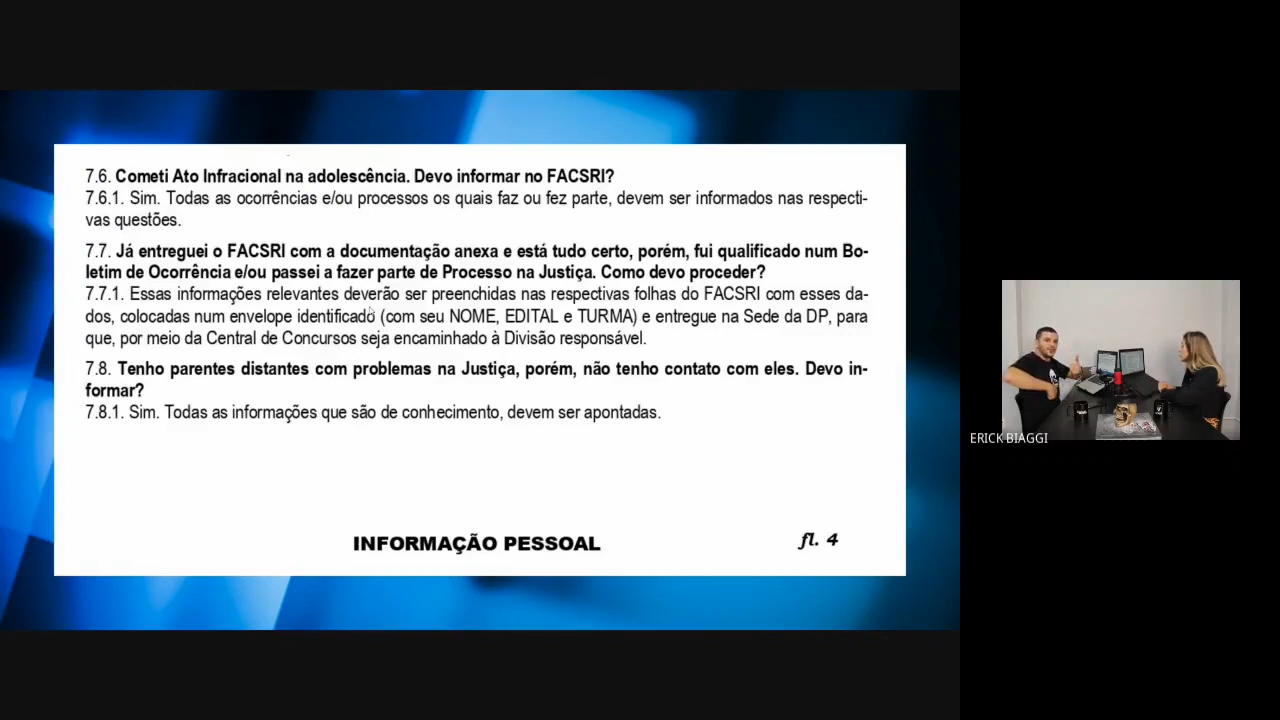 7.6. Cometi Ato Infracional na adolescência. Devo informar no FACSRI?
7.6.1. Sim. Todas as ocorrências e/ou processos os quais faz ou fez parte, devem ser informados nas respecti-
vas questões.
7.7. Já entreguei o FACSRI com a documentação anexa e está tudo certo, porém, fui qualificado num Bo-
letim de Ocorrência e/ou passei a fazer parte de Processo na Justiça. Como devo proceder?
7.7.1. Essas informações relevantes deverão ser preenchidas nas respectivas folhas do FACSRI com esses da-
dos, colocadas num envelope identificado (com seu NOME, EDITAL e TURMA) e entregue na Sede da DP, para
que, por meio da Central de Concursos seja encaminhado à Divisão responsável.
7.8. Tenho parentes distantes com problemas na Justiça, porém, não tenho contato com eles. Devo in-
formar?
7.8.1. Sim. Todas as informações que são de conhecimento, devem ser apontadas.
INFORMAÇÃO PESSOAL
fl. 4
ERICK BIAGGI